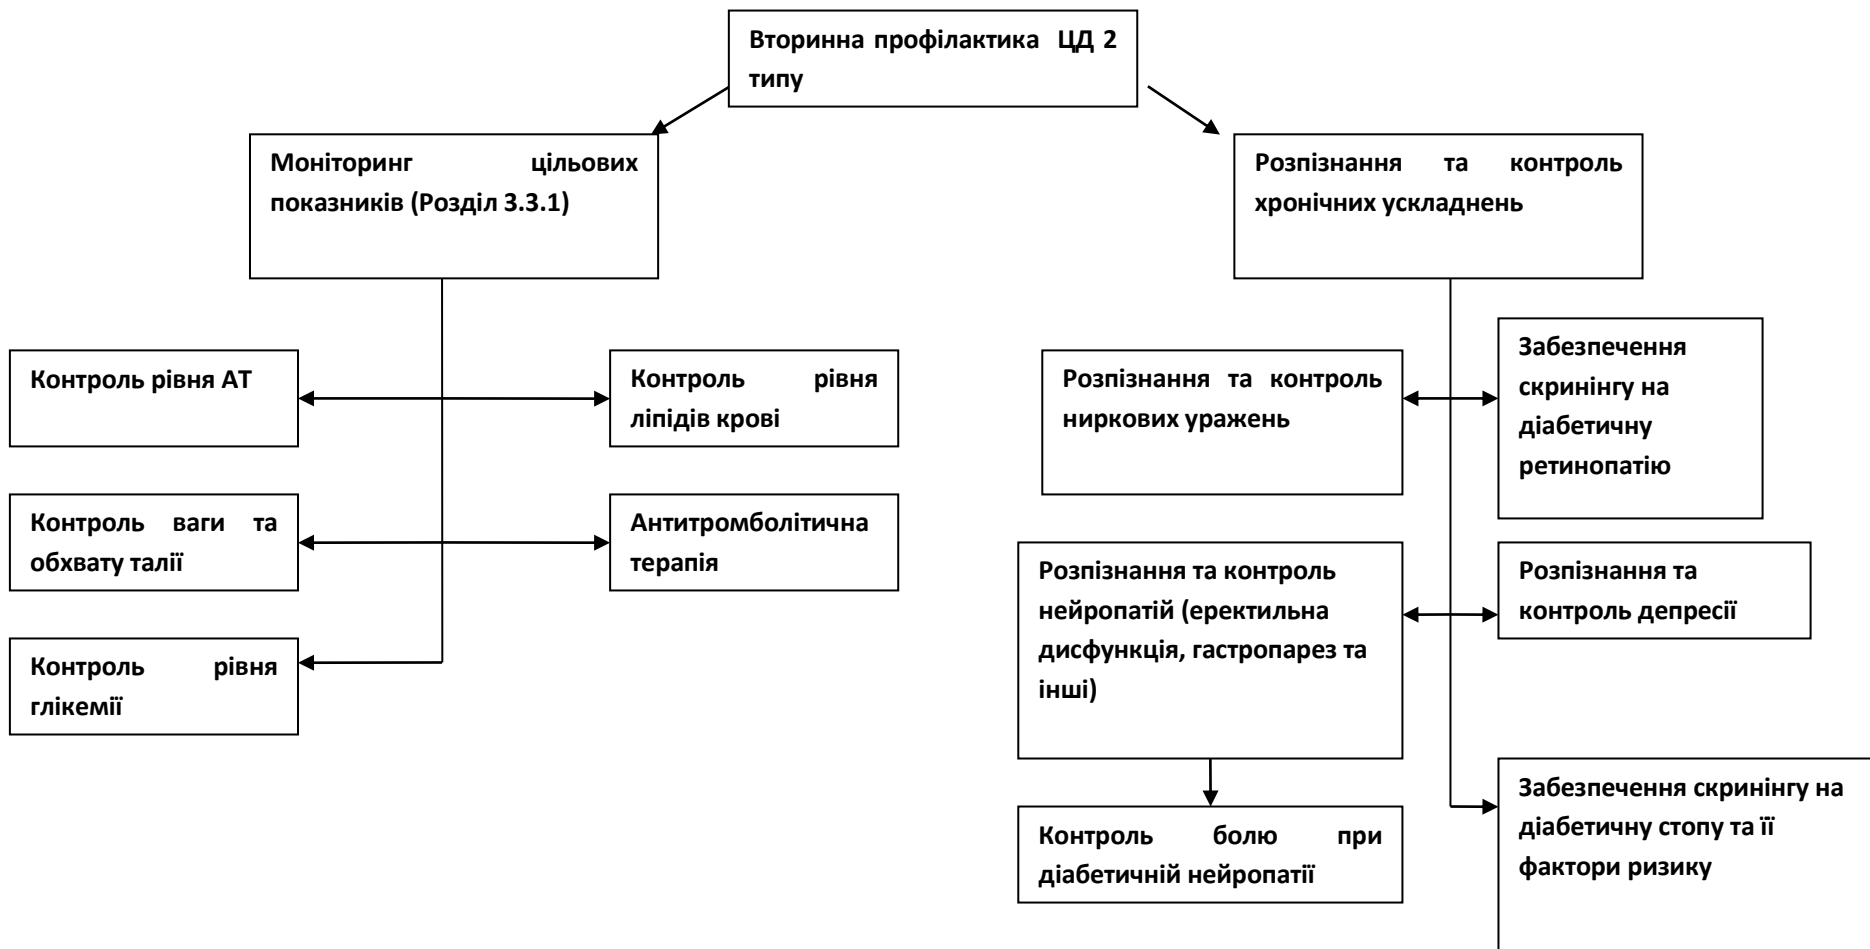 Вторинна профілактика ЦД 2
типу
Моніторинг цільових
показників (Розділ 3.3.1)
Розпізнання та контроль
хронічних ускладнень
Контроль рівня АТ
Контроль рівня
ліпідів крові
Контроль ваги та
обхвату талії
Антитромболітична
терапія
Контроль рівня
глікемії
Розпізнання та контроль
ниркових уражень
Забезпечення
скринінгу на
діабетичну
ретинопатію
Розпізнання та контроль
нейропатій (еректильна
дисфункція, гастропарез та
інші)
Розпізнання та
контроль депресії
Контроль болю при
діабетичній нейропатії
Забезпечення скринінгу на
діабетичну стопу та її
фактори ризику